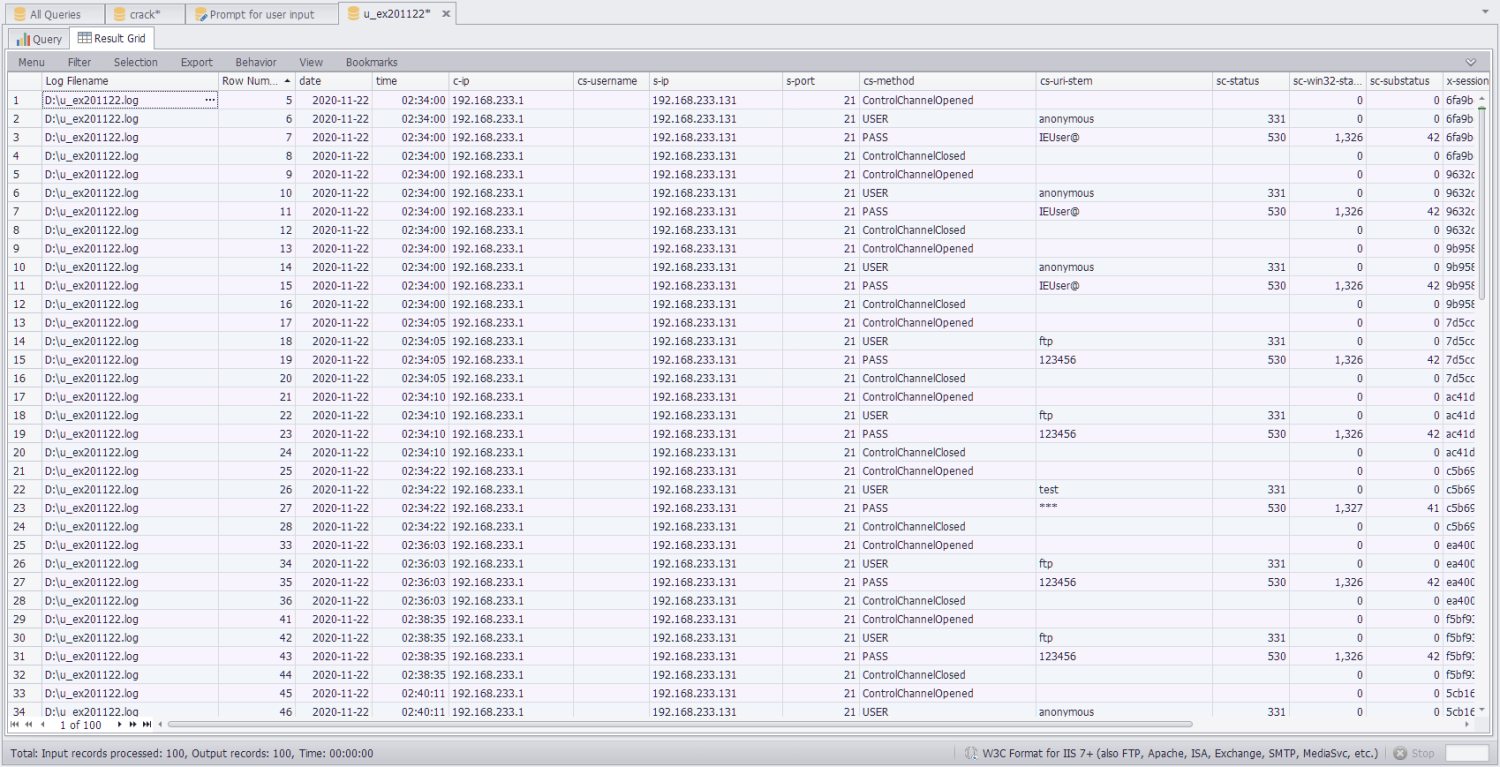 All Queries crack* Prompt for user input u_ex201122*
Query Result Grid
Menu Filter Selection Export Behavior View Bookmarks
Log Filename Row Num... date time c-ip cs-username s-ip s-port cs-method cs-uri-stem sc-status sc-win32-sta... sc-substatus x-session
1 D:\u_ex201122.log ... 5 2020-11-22 02:34:00 192.168.233.1 192.168.233.131 21 ControlChannelOpened 0 0 6fa9b
2 D:\u_ex201122.log 6 2020-11-22 02:34:00 192.168.233.1 192.168.233.131 21 USER anonymous 331 0 0 6fa9b
3 D:\u_ex201122.log 7 2020-11-22 02:34:00 192.168.233.1 192.168.233.131 21 PASS IEUser@ 530 1,326 42 6fa9b
4 D:\u_ex201122.log 8 2020-11-22 02:34:00 192.168.233.1 192.168.233.131 21 ControlChannelClosed 0 0 6fa9b
5 D:\u_ex201122.log 9 2020-11-22 02:34:00 192.168.233.1 192.168.233.131 21 ControlChannelOpened 0 0 9632c
6 D:\u_ex201122.log 10 2020-11-22 02:34:00 192.168.233.1 192.168.233.131 21 USER anonymous 331 0 0 9632c
7 D:\u_ex201122.log 11 2020-11-22 02:34:00 192.168.233.1 192.168.233.131 21 PASS IEUser@ 530 1,326 42 9632c
8 D:\u_ex201122.log 12 2020-11-22 02:34:00 192.168.233.1 192.168.233.131 21 ControlChannelClosed 0 0 9632c
9 D:\u_ex201122.log 13 2020-11-22 02:34:00 192.168.233.1 192.168.233.131 21 ControlChannelOpened 0 0 9b958
10 D:\u_ex201122.log 14 2020-11-22 02:34:00 192.168.233.1 192.168.233.131 21 USER anonymous 331 0 0 9b958
11 D:\u_ex201122.log 15 2020-11-22 02:34:00 192.168.233.1 192.168.233.131 21 PASS IEUser@ 530 1,326 42 9b958
12 D:\u_ex201122.log 16 2020-11-22 02:34:00 192.168.233.1 192.168.233.131 21 ControlChannelClosed 0 0 9b958
13 D:\u_ex201122.log 17 2020-11-22 02:34:05 192.168.233.1 192.168.233.131 21 ControlChannelOpened 0 0 7d5cc
14 D:\u_ex201122.log 18 2020-11-22 02:34:05 192.168.233.1 192.168.233.131 21 USER ftp 331 0 0 7d5cc
15 D:\u_ex201122.log 19 2020-11-22 02:34:05 192.168.233.1 192.168.233.131 21 PASS 123456 530 1,326 42 7d5cc
16 D:\u_ex201122.log 20 2020-11-22 02:34:05 192.168.233.1 192.168.233.131 21 ControlChannelClosed 0 0 7d5cc
17 D:\u_ex201122.log 21 2020-11-22 02:34:10 192.168.233.1 192.168.233.131 21 ControlChannelOpened 0 0 ac41d
18 D:\u_ex201122.log 22 2020-11-22 02:34:10 192.168.233.1 192.168.233.131 21 USER ftp 331 0 0 ac41d
19 D:\u_ex201122.log 23 2020-11-22 02:34:10 192.168.233.1 192.168.233.131 21 PASS 123456 530 1,326 42 ac41d
20 D:\u_ex201122.log 24 2020-11-22 02:34:10 192.168.233.1 192.168.233.131 21 ControlChannelClosed 0 0 ac41d
21 D:\u_ex201122.log 25 2020-11-22 02:34:22 192.168.233.1 192.168.233.131 21 ControlChannelOpened 0 0 c5b69
22 D:\u_ex201122.log 26 2020-11-22 02:34:22 192.168.233.1 192.168.233.131 21 USER test 331 0 0 c5b69
23 D:\u_ex201122.log 27 2020-11-22 02:34:22 192.168.233.1 192.168.233.131 21 PASS *** 530 1,327 41 c5b69
24 D:\u_ex201122.log 28 2020-11-22 02:34:22 192.168.233.1 192.168.233.131 21 ControlChannelClosed 0 0 c5b69
25 D:\u_ex201122.log 33 2020-11-22 02:36:03 192.168.233.1 192.168.233.131 21 ControlChannelOpened 0 0 ea400
26 D:\u_ex201122.log 34 2020-11-22 02:36:03 192.168.233.1 192.168.233.131 21 USER ftp 331 0 0 ea400
27 D:\u_ex201122.log 35 2020-11-22 02:36:03 192.168.233.1 192.168.233.131 21 PASS 123456 530 1,326 42 ea400
28 D:\u_ex201122.log 36 2020-11-22 02:36:03 192.168.233.1 192.168.233.131 21 ControlChannelClosed 0 0 ea400
29 D:\u_ex201122.log 41 2020-11-22 02:38:35 192.168.233.1 192.168.233.131 21 ControlChannelOpened 0 0 f5bf93
30 D:\u_ex201122.log 42 2020-11-22 02:38:35 192.168.233.1 192.168.233.131 21 USER ftp 331 0 0 f5bf93
31 D:\u_ex201122.log 43 2020-11-22 02:38:35 192.168.233.1 192.168.233.131 21 PASS 123456 530 1,326 42 f5bf93
32 D:\u_ex201122.log 44 2020-11-22 02:38:35 192.168.233.1 192.168.233.131 21 ControlChannelClosed 0 0 f5bf93
33 D:\u_ex201122.log 45 2020-11-22 02:40:11 192.168.233.1 192.168.233.131 21 ControlChannelOpened 0 0 5cb16
34 D:\u_ex201122.log 46 2020-11-22 02:40:11 192.168.233.1 192.168.233.131 21 USER anonymous 331 0 0 5cb16
1 of 100
Total: Input records processed: 100, Output records: 100, Time: 00:00:00 W3C Format for IIS 7+ (also FTP, Apache, ISA, Exchange, SMTP, MediaSvc, etc.) Stop